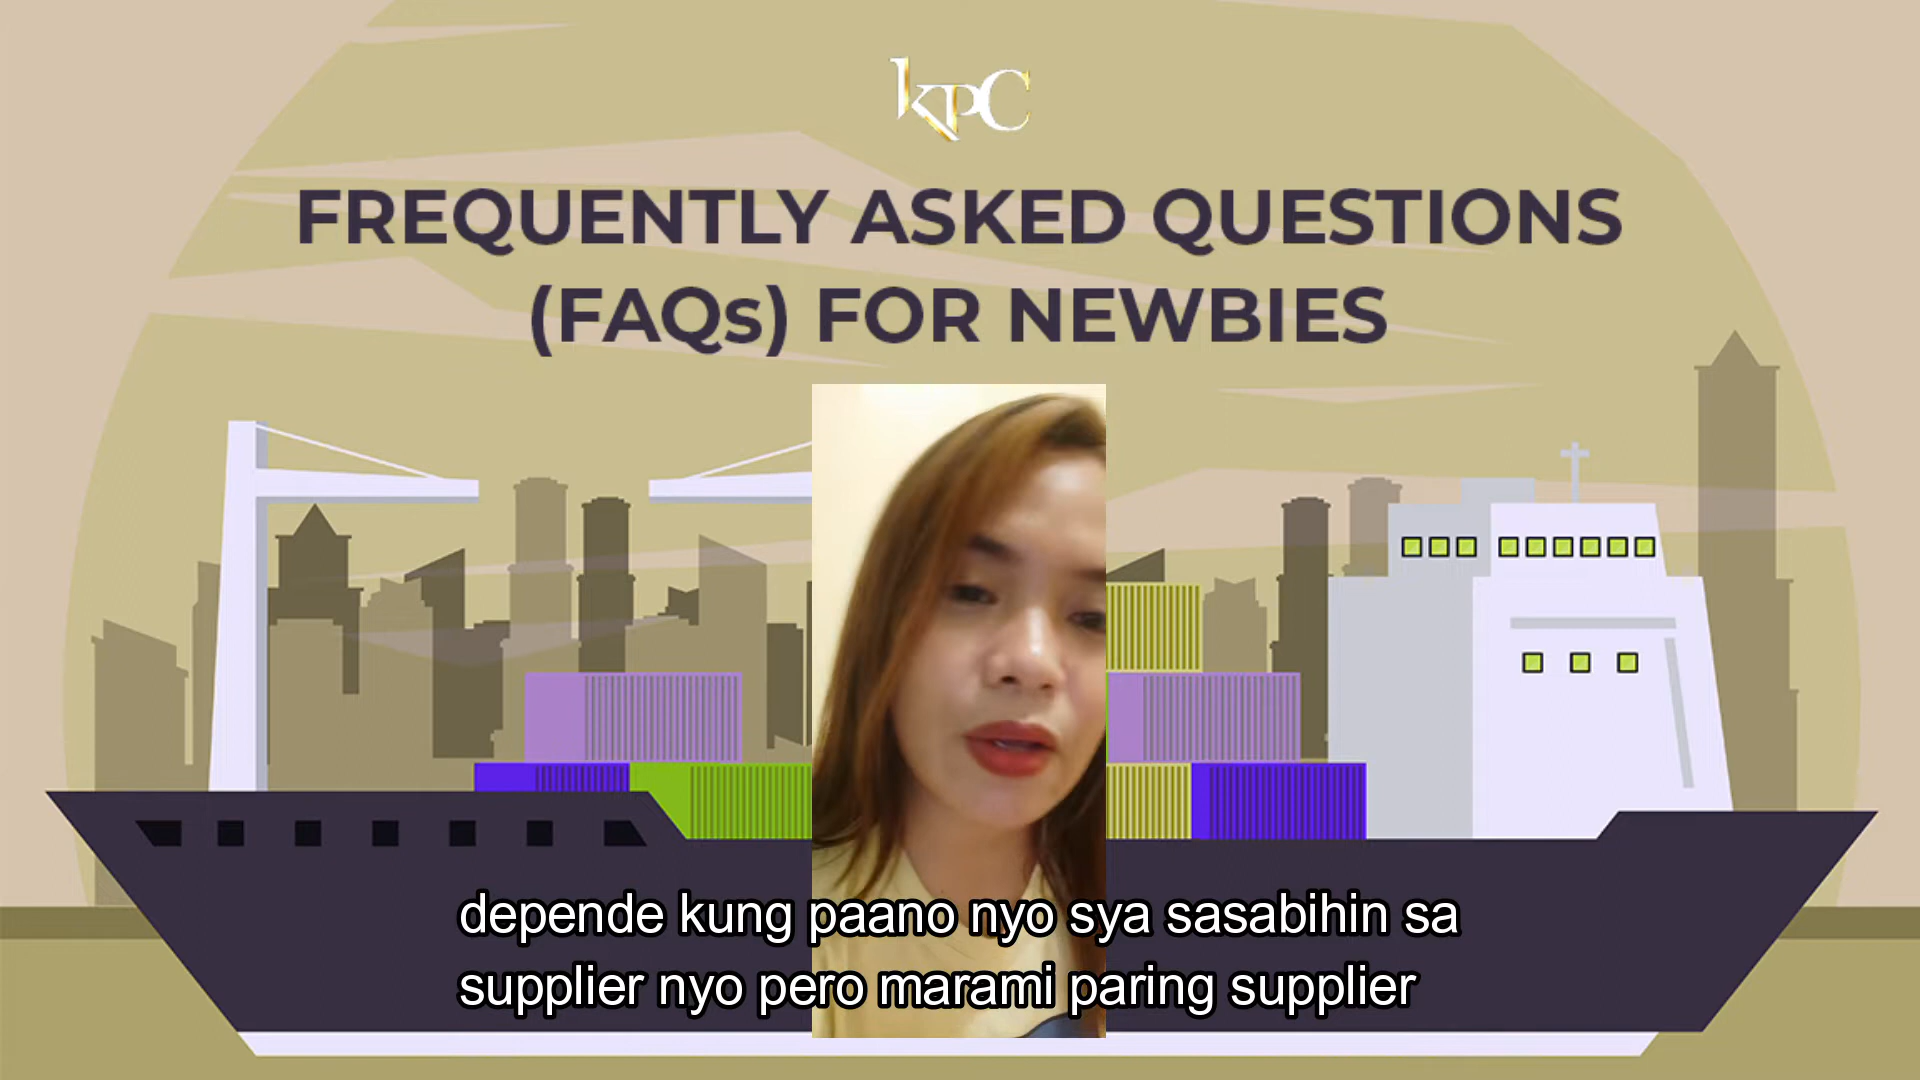 KPC
FREQUENTLY ASKED QUESTIONS
(FAQs) FOR NEWBIES
depende kung paano nyo sya sasabihin sa
supplier nyo pero marami paring supplier